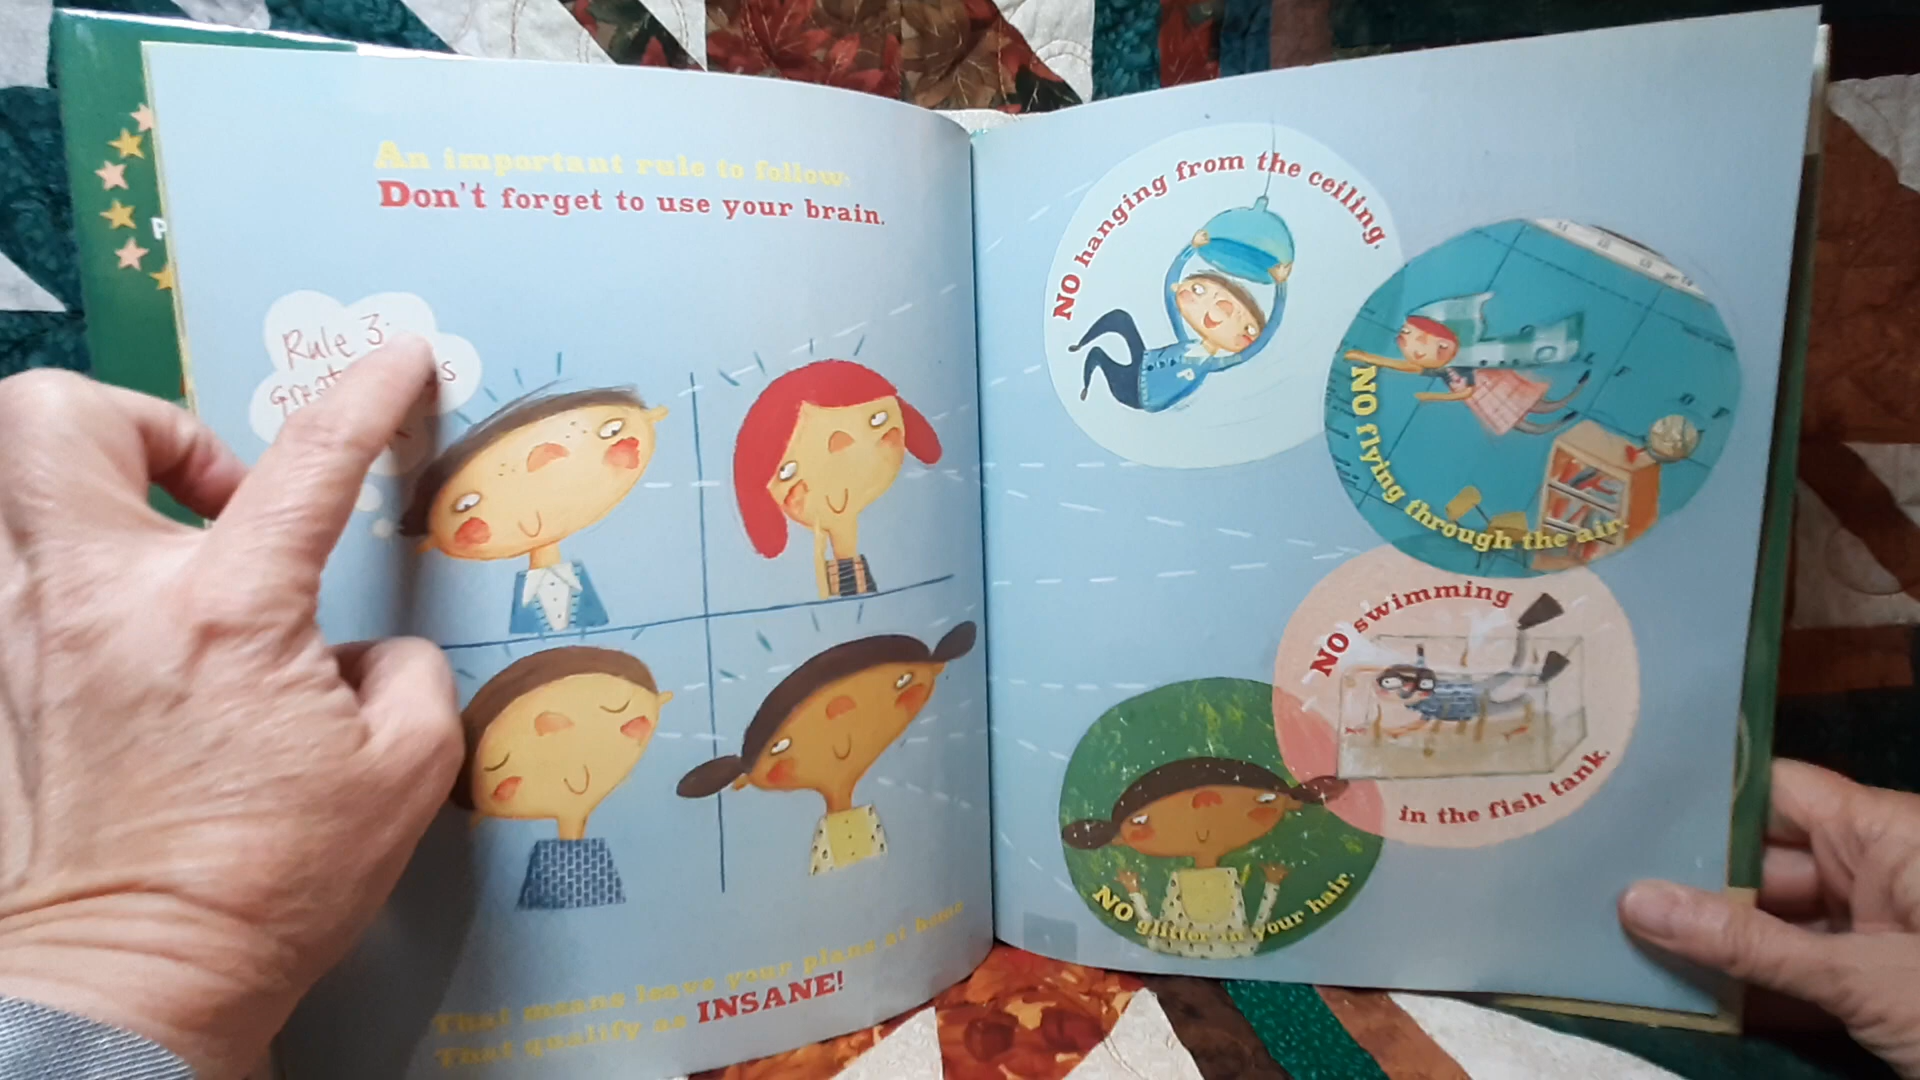 An important rule to follow:
Don't forget to use your brain.
Rule 3:
great
That means leave your plans at home
That qualify as INSANE!
NO hanging from the ceiling.
NO flying through the air.
NO swimming
in the fish tank.
NO glitter in your hair.
P